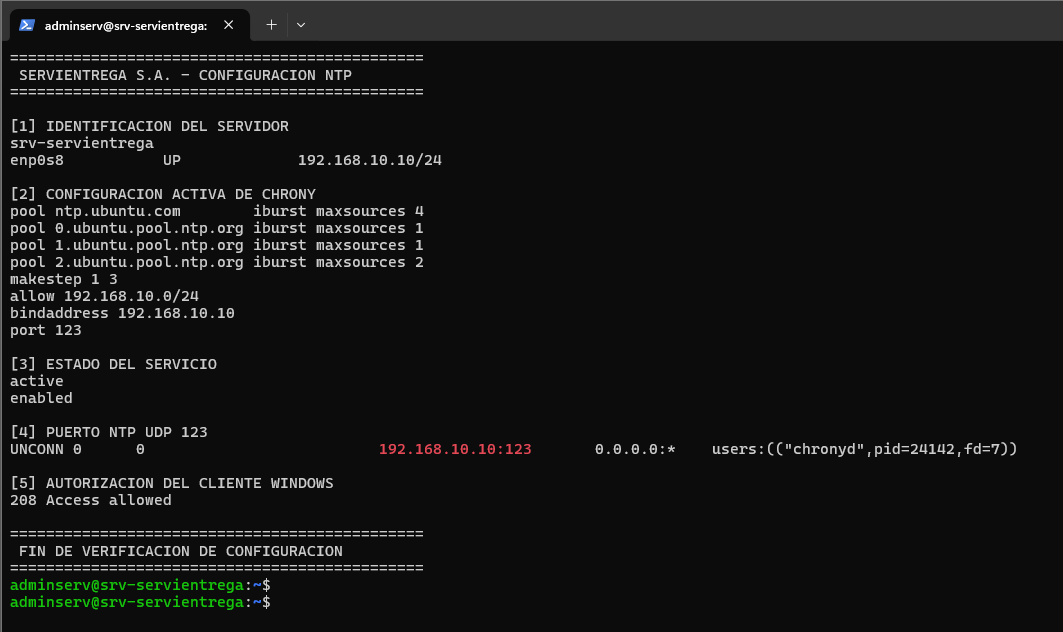 adminserv@srv-servientrega:
==============================================
SERVIENTREGA S.A. - CONFIGURACION NTP
==============================================
[1] IDENTIFICACION DEL SERVIDOR
srv-servientrega
enp0s8 UP 192.168.10.10/24
[2] CONFIGURACION ACTIVA DE CHRONY
pool ntp.ubuntu.com iburst maxsources 4
pool 0.ubuntu.pool.ntp.org iburst maxsources 1
pool 1.ubuntu.pool.ntp.org iburst maxsources 1
pool 2.ubuntu.pool.ntp.org iburst maxsources 2
makestep 1 3
allow 192.168.10.0/24
bindaddress 192.168.10.10
port 123
[3] ESTADO DEL SERVICIO
active
enabled
[4] PUERTO NTP UDP 123
UNCONN 0 0 192.168.10.10:123 0.0.0.0:* users:(("chronyd",pid=24142,fd=7))
[5] AUTORIZACION DEL CLIENTE WINDOWS
208 Access allowed
==============================================
FIN DE VERIFICACION DE CONFIGURACION
==============================================
adminserv@srv-servientrega:~$
adminserv@srv-servientrega:~$